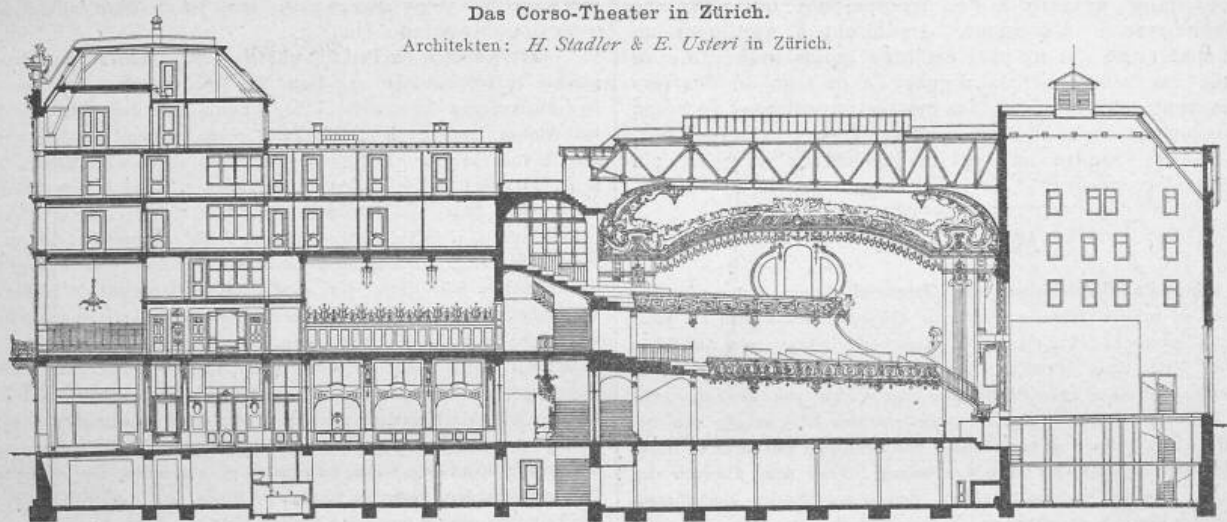 Das Corso-Theater in Zürich.
Architekten: H. Stadler & E. Usteri in Zürich.